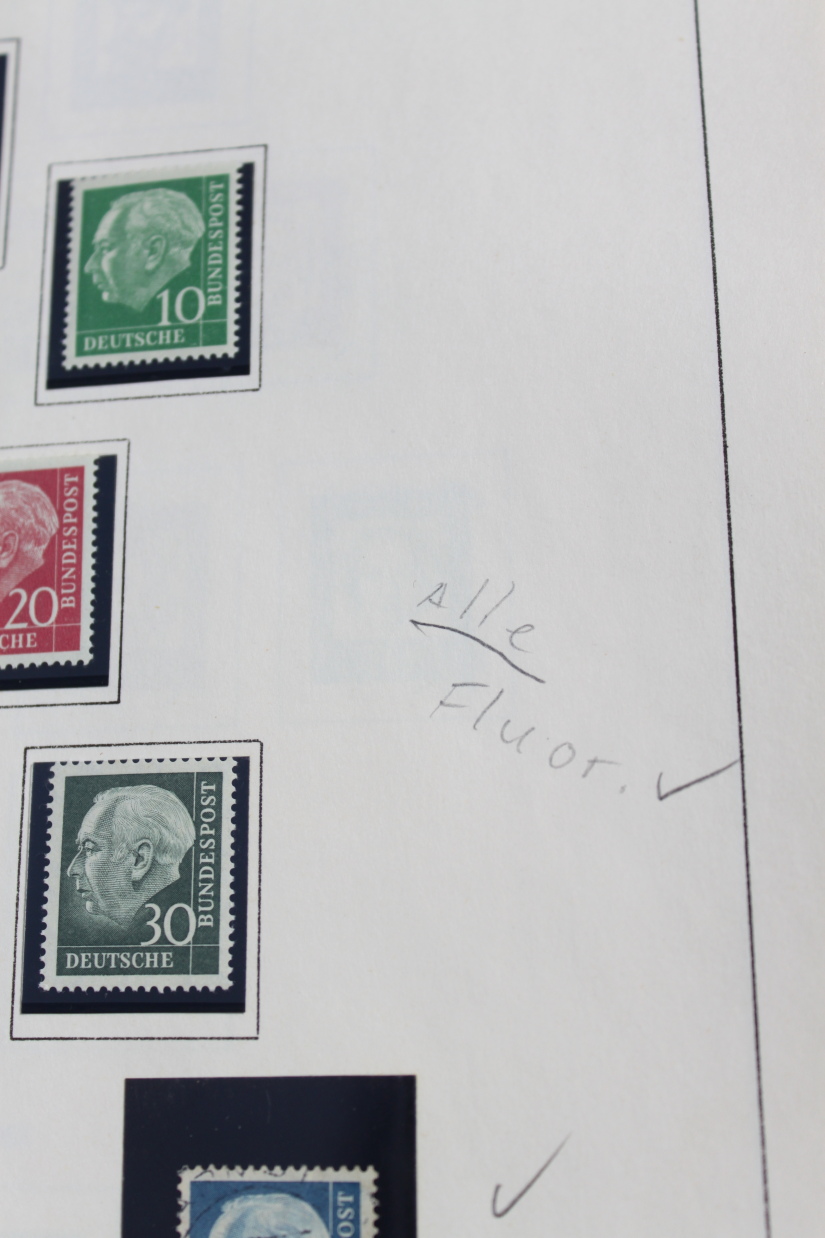 BUNDESPOST
10
DEUTSCHE
BUNDESPOST
20
CHE
Alle
Fluor. ✓
BUNDESPOST
30
DEUTSCHE
✓
OST